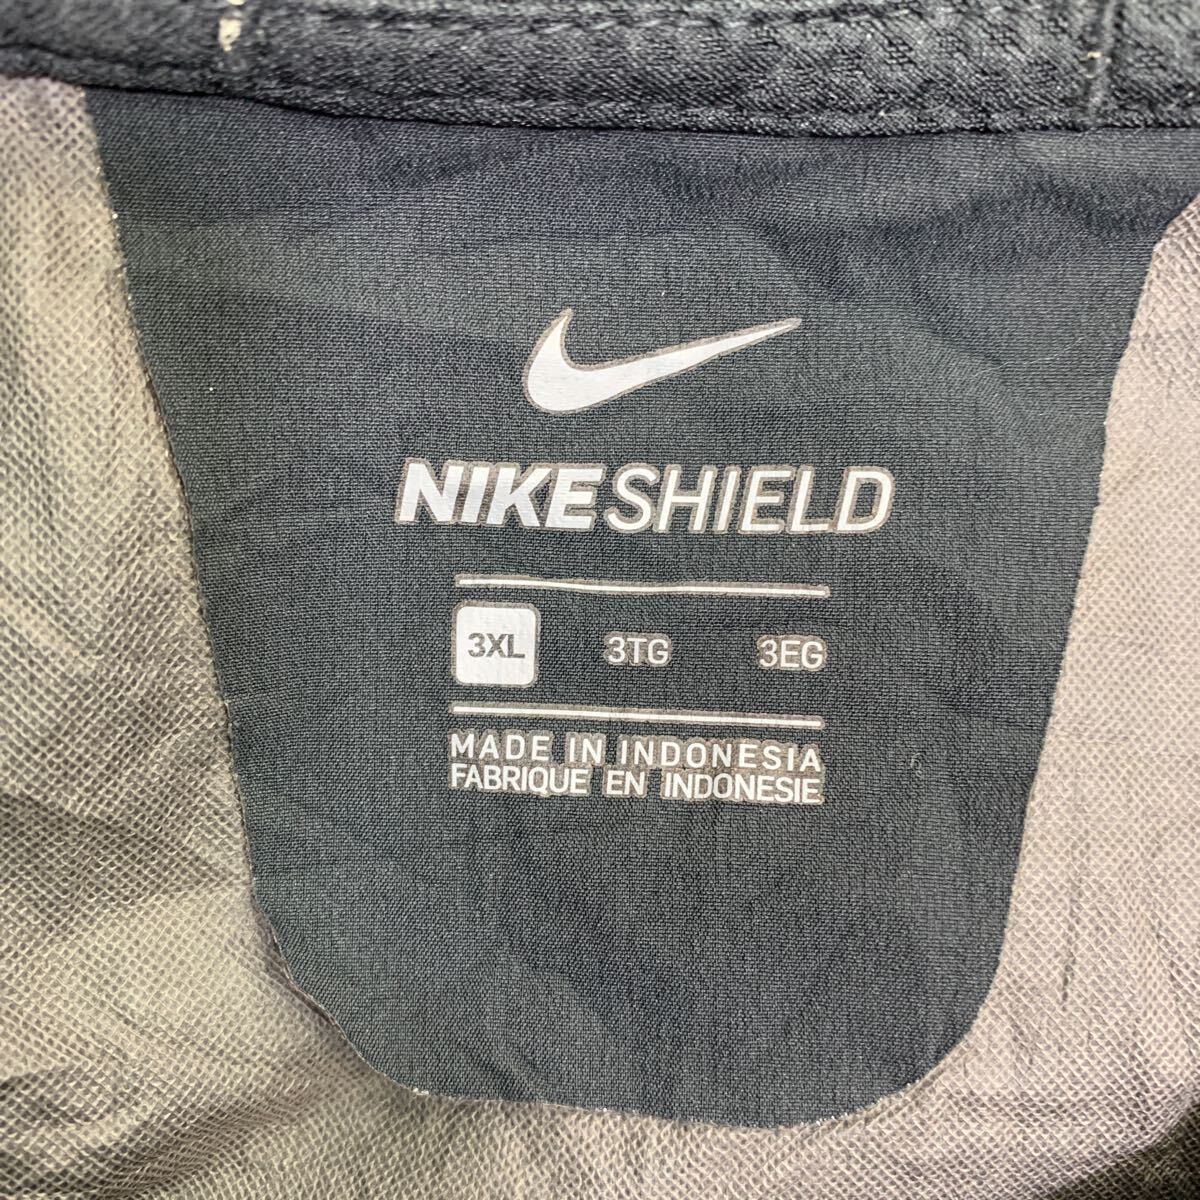 NIKESHIELD
3XL 3TG 3EG
MADE IN INDONESIA
FABRIQUE EN INDONESIE